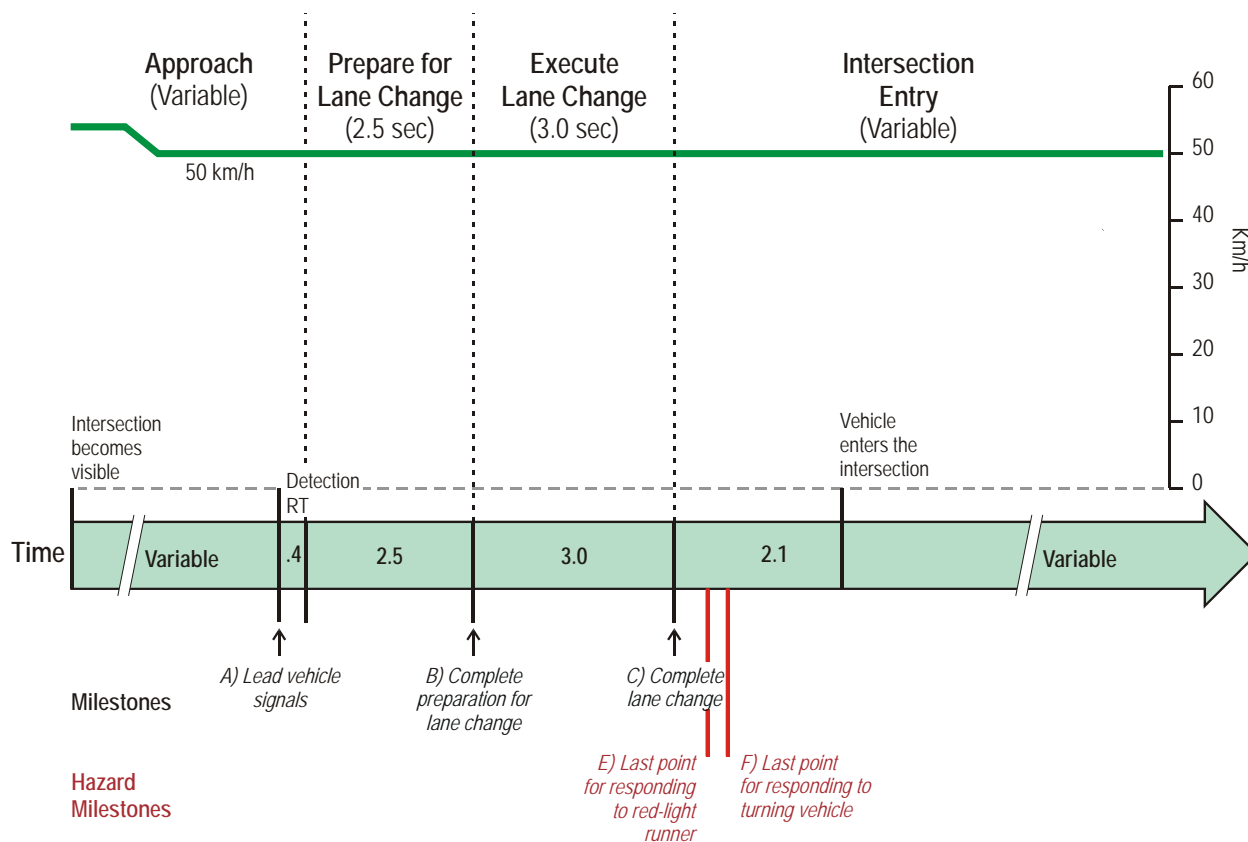 Approach
(Variable)
Prepare for
Lane Change
(2.5 sec)
Execute
Lane Change
(3.0 sec)
Intersection
Entry
(Variable)
60
50
40
30
20
10
0
Km/h
50 km/h
Intersection
becomes
visible
Detection
RT
Vehicle
enters the
intersection
Time
Variable
.4
2.5
3.0
2.1
Variable
Milestones
A) Lead vehicle
signals
B) Complete
preparation for
lane change
C) Complete
lane change
Hazard
Milestones
E) Last point
for responding
to red-light
runner
F) Last point
for responding to
turning vehicle